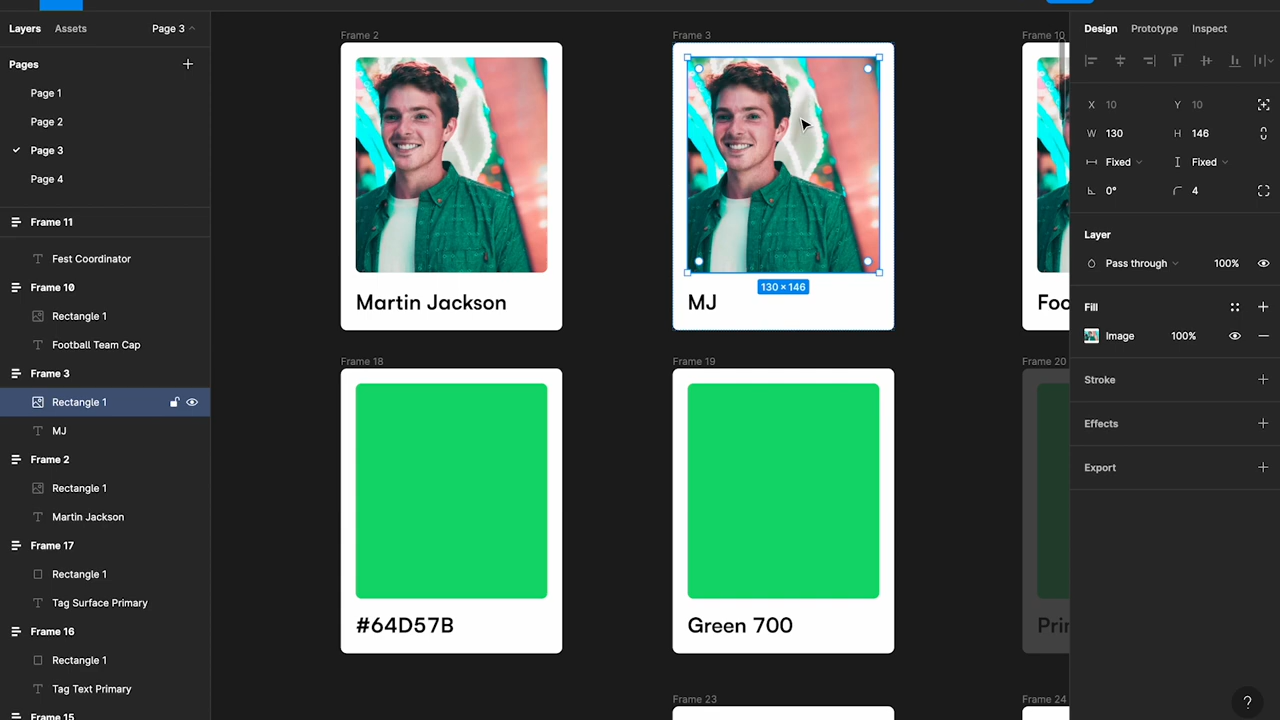 Layers Assets Page 3
Pages
Page 1
Page 2
Page 3
Page 4
Frame 11
Fest Coordinator
Frame 10
Rectangle 1
Football Team Cap
Frame 3
Rectangle 1
MJ
Frame 2
Rectangle 1
Martin Jackson
Frame 17
Rectangle 1
Tag Surface Primary
Frame 16
Rectangle 1
Tag Text Primary
Frame 15
Frame 2
Martin Jackson
Frame 3
130 × 146
MJ
Frame 10
Foo
Frame 18
#64D57B
Frame 19
Green 700
Frame 20
Pri
Frame 23
Frame 24
Design Prototype Inspect
X 10 Y 10
W 130 H 146
Fixed Fixed
0° 4
Layer
Pass through 100%
Fill
Image 100%
Stroke
Effects
Export
?